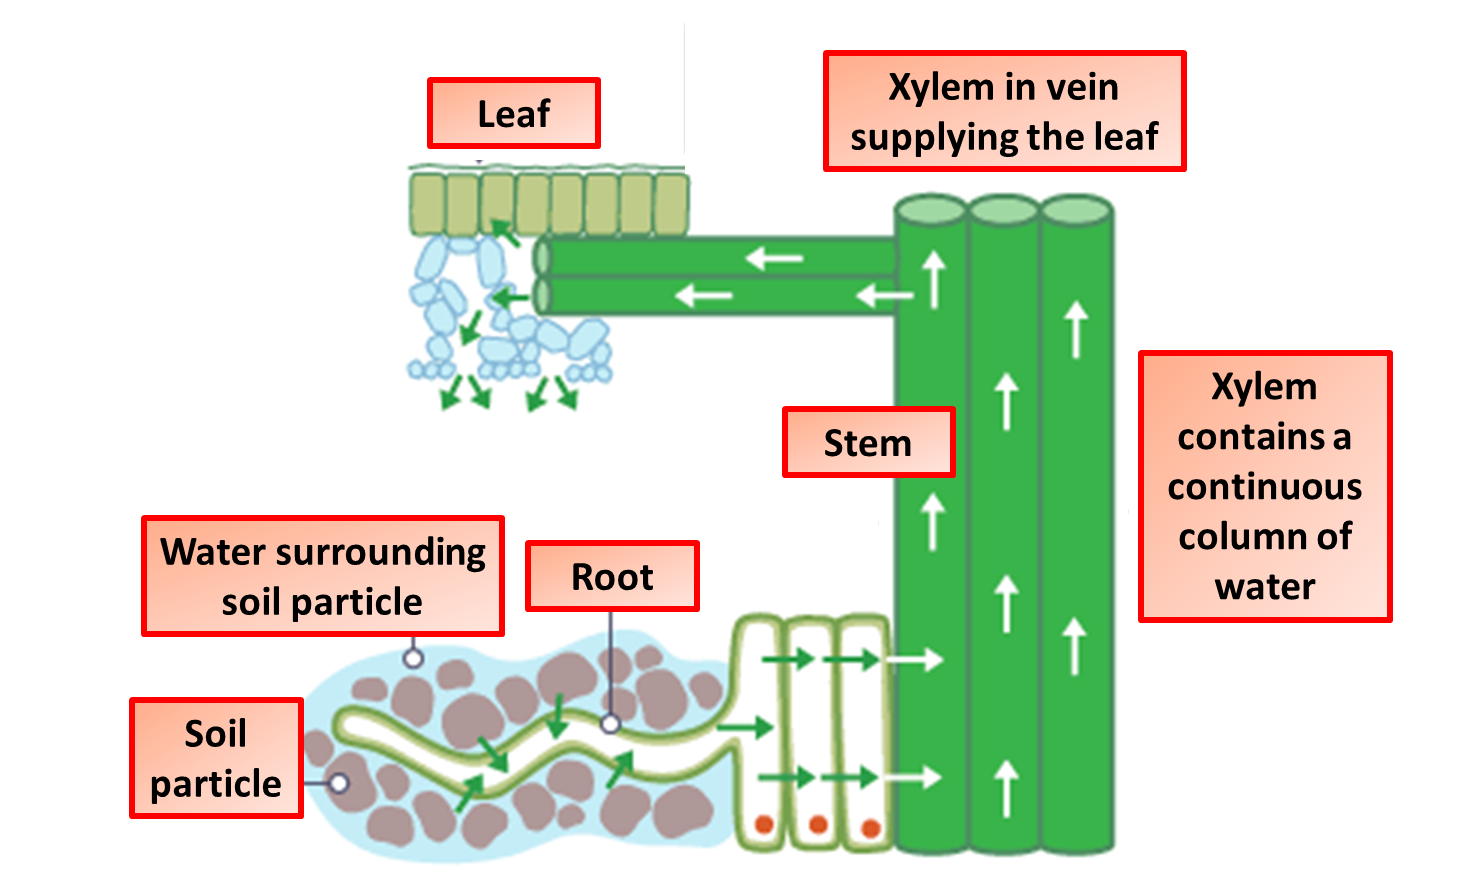 Leaf
Xylem in vein
supplying the leaf
Stem
Xylem
contains a
continuous
column of
water
Water surrounding
soil particle
Root
Soil
particle